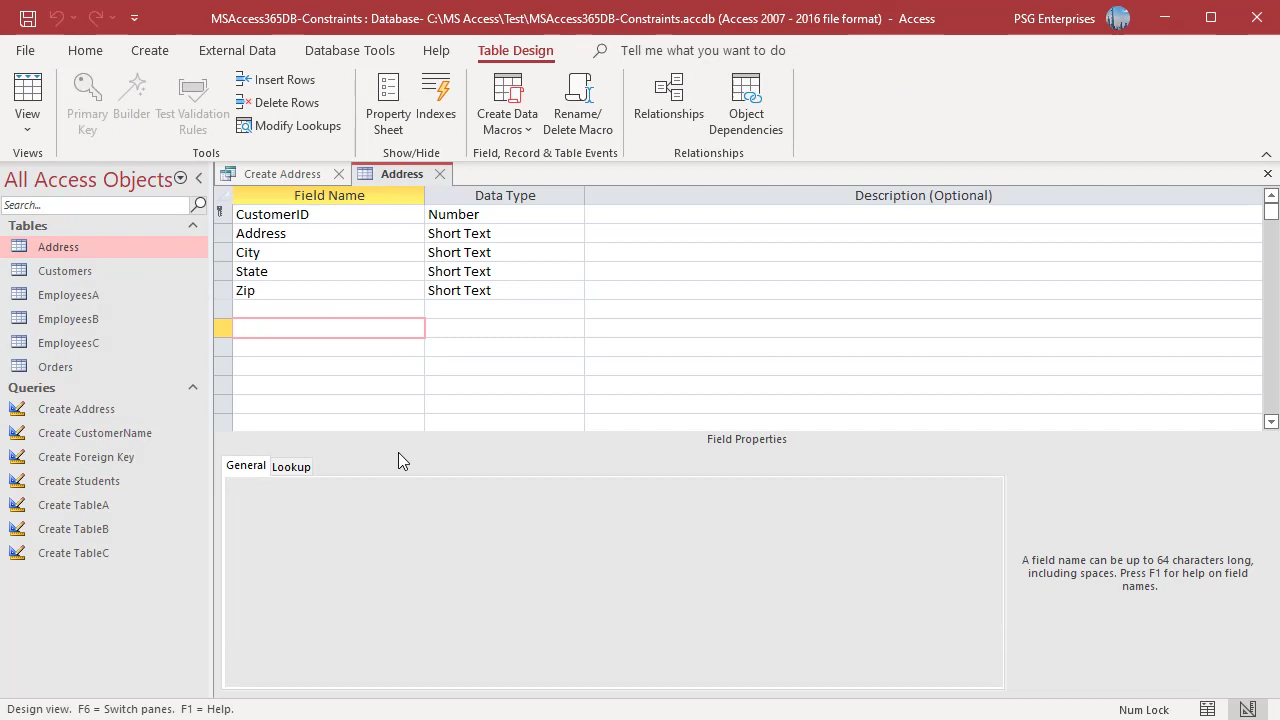 MSAccess365DB-Constraints : Database- C:\MS Access\Test\MSAccess365DB-Constraints.accdb (Access 2007 - 2016 file format) - Access
PSG Enterprises
File Home Create External Data Database Tools Help Table Design Tell me what you want to do
View
Primary Key
Builder
Test Validation Rules
Insert Rows
Delete Rows
Modify Lookups
Property Sheet
Indexes
Create Data Macros
Rename/ Delete Macro
Relationships
Object Dependencies
Views Tools Show/Hide Field, Record & Table Events Relationships
All Access Objects
Search...
Tables
Address
Customers
EmployeesA
EmployeesB
EmployeesC
Orders
Queries
Create Address
Create CustomerName
Create Foreign Key
Create Students
Create TableA
Create TableB
Create TableC
Create Address Address
Field Name Data Type Description (Optional)
CustomerID Number
Address Short Text
City Short Text
State Short Text
Zip Short Text
Field Properties
General Lookup
A field name can be up to 64 characters long,
including spaces. Press F1 for help on field
names.
Design view. F6 = Switch panes. F1 = Help.
Num Lock